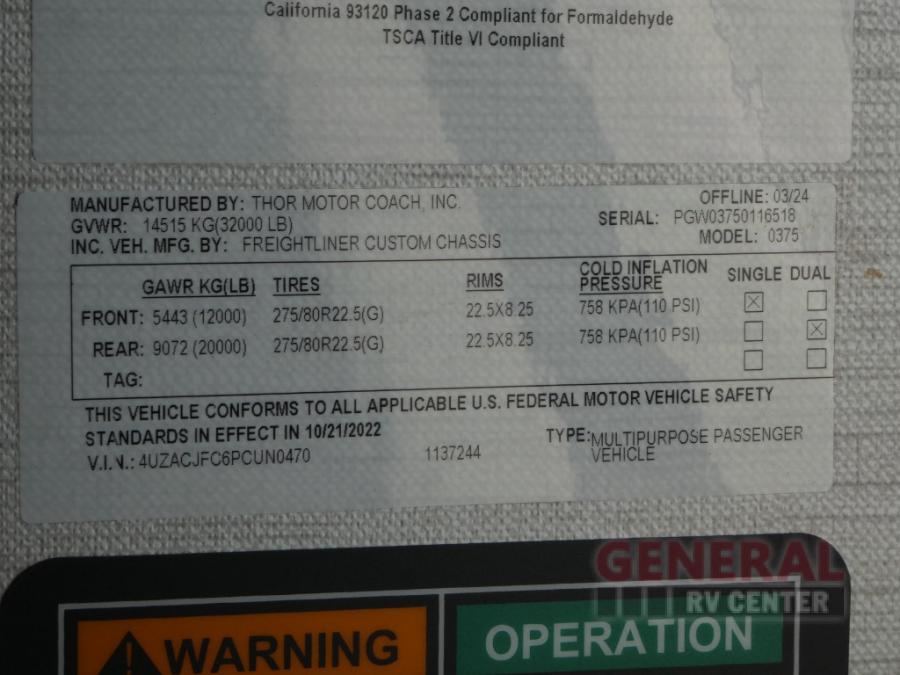 California 93120 Phase 2 Compliant for Formaldehyde
TSCA Title VI Compliant
MANUFACTURED BY: THOR MOTOR COACH, INC. OFFLINE: 03/24
GVWR: 14515 KG(32000 LB) SERIAL: PGW03750116518
INC. VEH. MFG. BY: FREIGHTLINER CUSTOM CHASSIS MODEL: 0375
GAWR KG(LB) TIRES RIMS COLD INFLATION PRESSURE SINGLE DUAL
FRONT: 5443 (12000) 275/80R22.5(G) 22.5X8.25 758 KPA(110 PSI) ☒ ☐
REAR: 9072 (20000) 275/80R22.5(G) 22.5X8.25 758 KPA(110 PSI) ☐ ☒
TAG: ☐ ☐
THIS VEHICLE CONFORMS TO ALL APPLICABLE U.S. FEDERAL MOTOR VEHICLE SAFETY
STANDARDS IN EFFECT IN 10/21/2022
V.I.N.: 4UZACJFC6PCUN0470 1137244 TYPE: MULTIPURPOSE PASSENGER
VEHICLE
GENERAL
RV CENTER
WARNING OPERATION